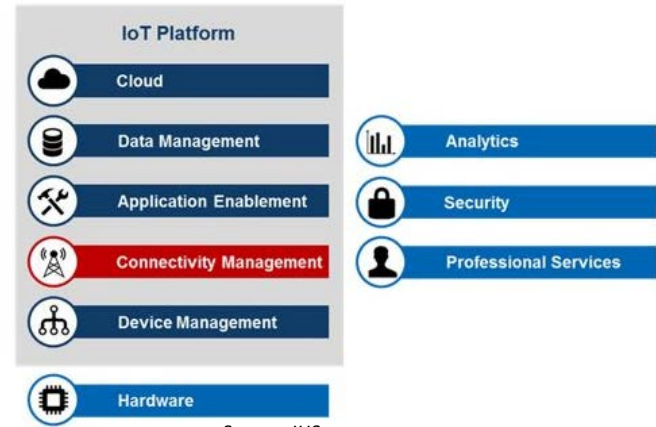 IoT Platform
Cloud
Data Management
Application Enablement
Connectivity Management
Device Management
Hardware
Analytics
Security
Professional Services